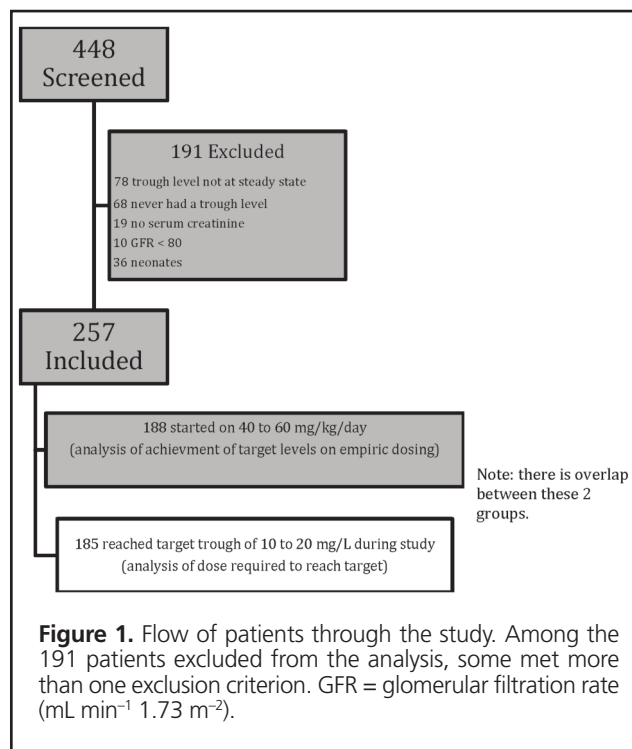 448
Screened
191 Excluded
78 trough level not at steady state
68 never had a trough level
19 no serum creatinine
10 GFR < 80
36 neonates
257
Included
188 started on 40 to 60 mg/kg/day
(analysis of achievment of target levels on empiric dosing)
Note: there is overlap
between these 2
groups.
185 reached target trough of 10 to 20 mg/L during study
(analysis of dose required to reach target)
Figure 1. Flow of patients through the study. Among the
191 patients excluded from the analysis, some met more
than one exclusion criterion. GFR = glomerular filtration rate
(mL min⁻¹ 1.73 m⁻²).